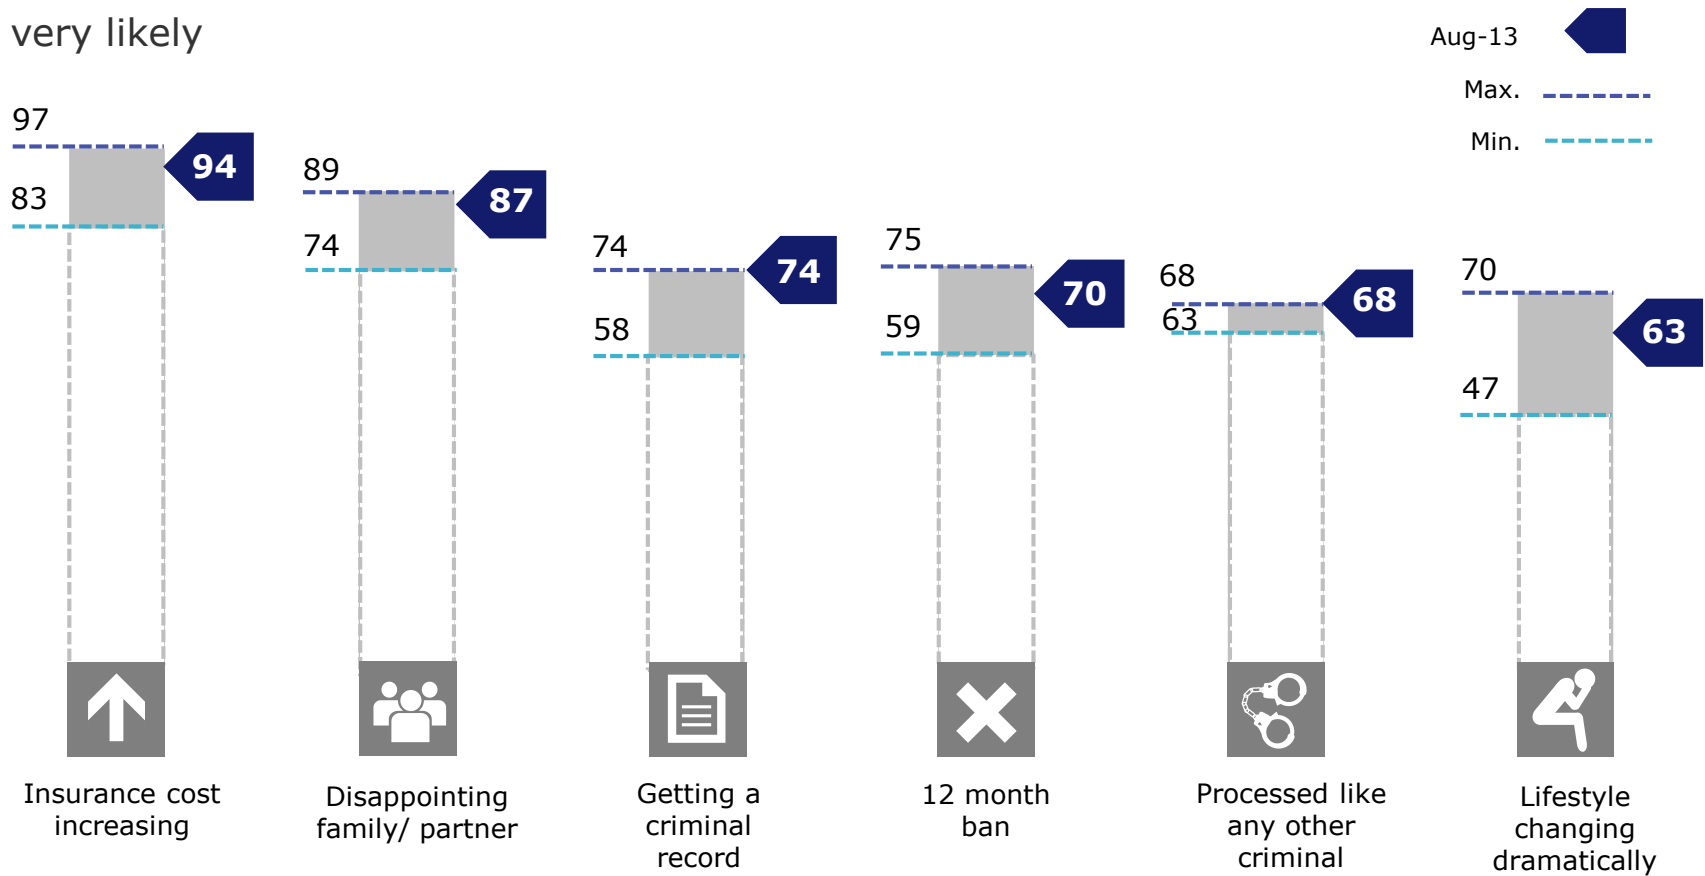 very likely
Aug-13
Max.
Min.
97
83
94
89
74
87
74
58
74
75
59
70
68
63
68
70
47
63
Insurance cost
increasing
Disappointing
family/ partner
Getting a
criminal
record
12 month
ban
Processed like
any other
criminal
Lifestyle
changing
dramatically